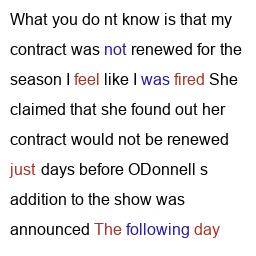 What you do nt know is that my
contract was not renewed for the
season I feel like I was fired She
claimed that she found out her
contract would not be renewed
just days before ODonnell s
addition to the show was
announced The following day